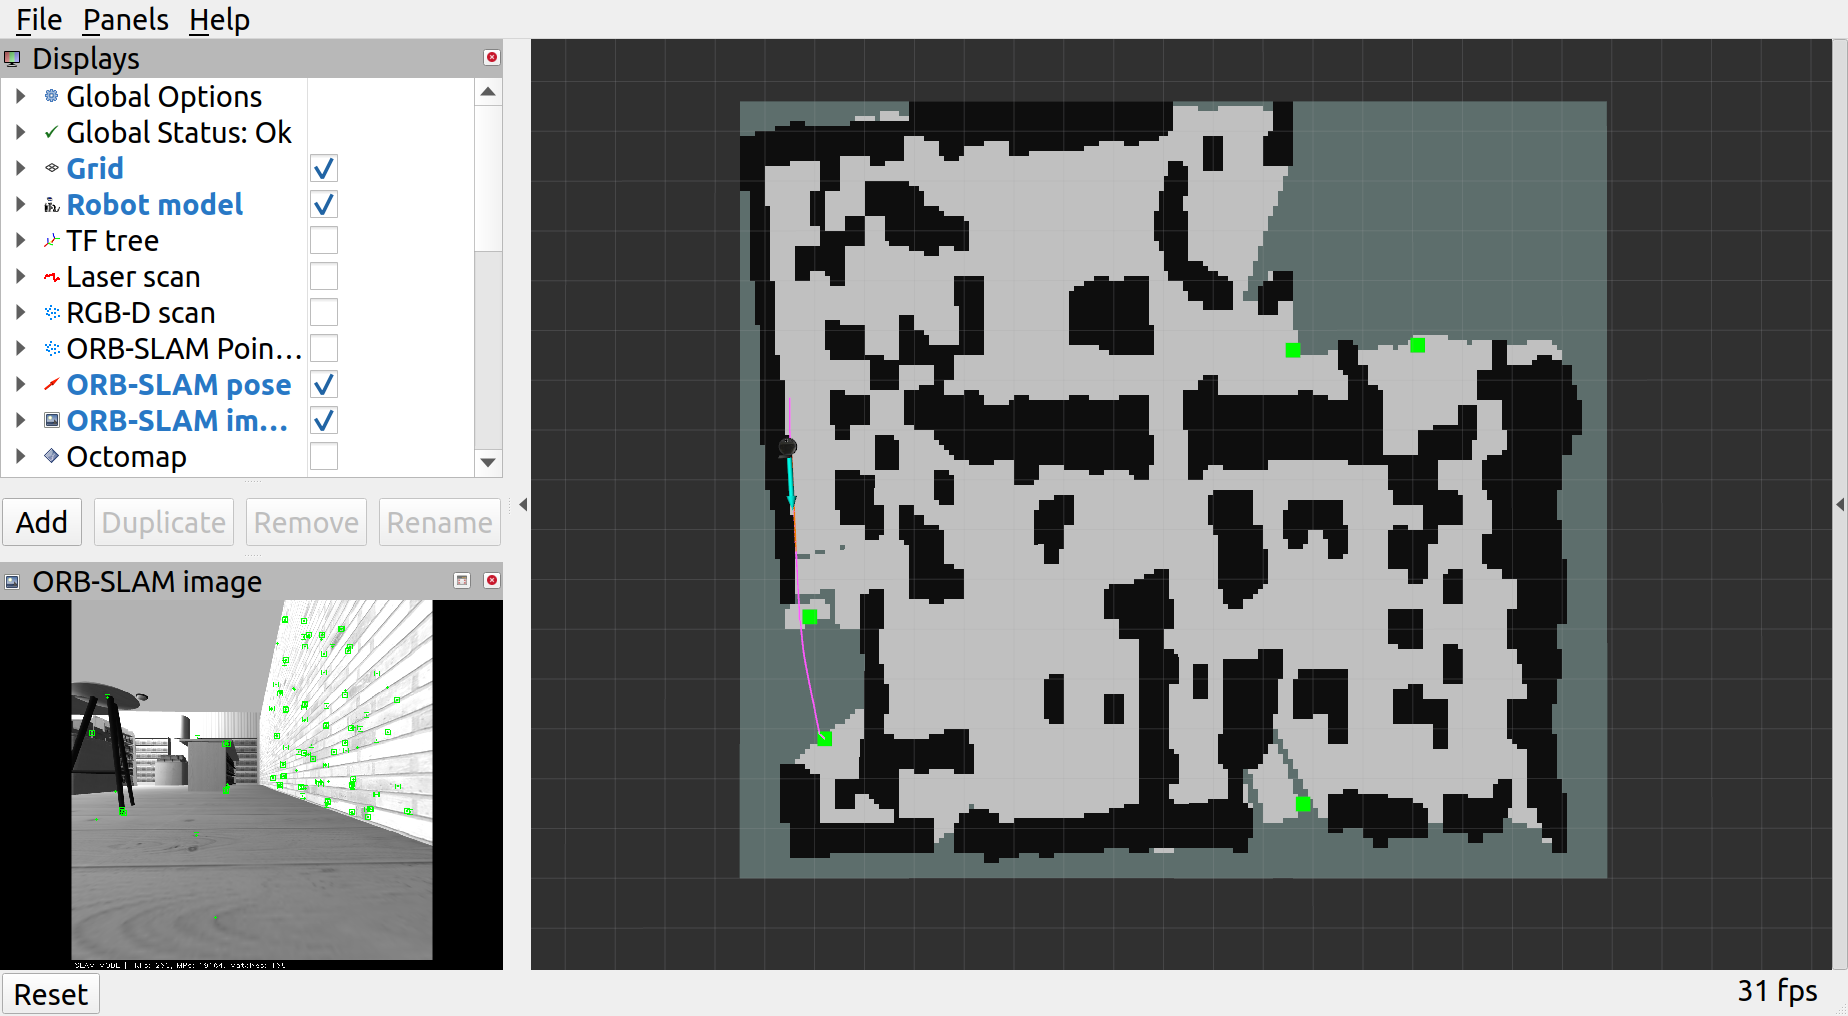 File Panels Help
Displays
Global Options
Global Status: Ok
Grid
Robot model
TF tree
Laser scan
RGB-D scan
ORB-SLAM Poin...
ORB-SLAM pose
ORB-SLAM im...
Octomap
Add Duplicate Remove Rename
ORB-SLAM image
Reset
31 fps